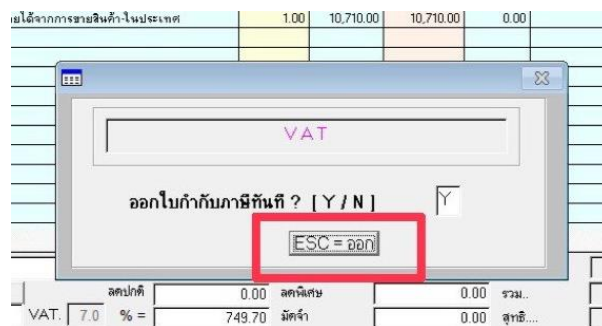 ยได้จากการขายสินค้า-ในประเทศ 1.00 10,710.00 10,710.00 0.00
VAT
ออกใบกำกับภาษีทันที ? [ Y / N ] Y
ESC = ออก
ลดปกติ 0.00 ลดพิเศษ 0.00 รวม..
VAT. 7.0 % = 749.70 มัดจำ 0.00 สุทธิ....